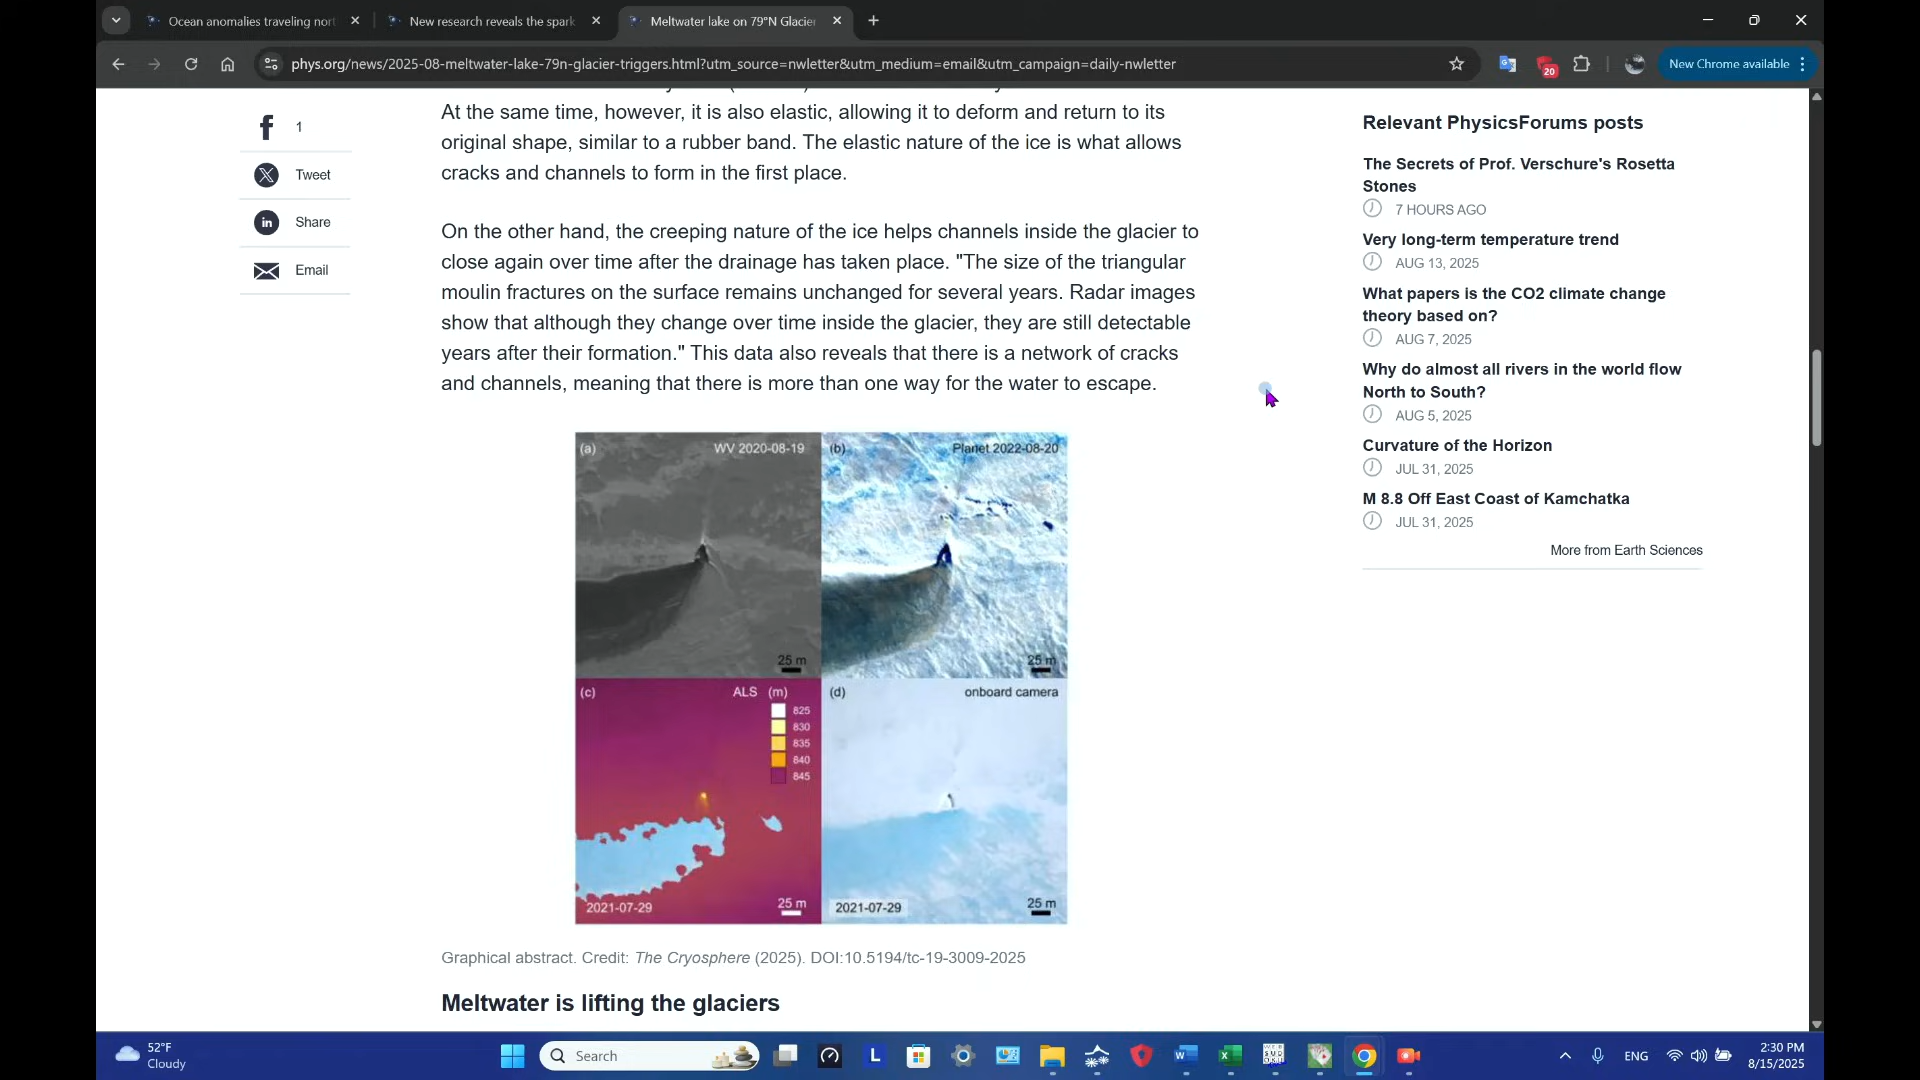 Ocean anomalies traveling nort
New research reveals the spark
Meltwater lake on 79°N Glacier
phys.org/news/2025-08-meltwater-lake-79n-glacier-triggers.html?utm_source=nwletter&utm_medium=email&utm_campaign=daily-nwletter
20
New Chrome available
1
Tweet
Share
Email
At the same time, however, it is also elastic, allowing it to deform and return to its
original shape, similar to a rubber band. The elastic nature of the ice is what allows
cracks and channels to form in the first place.
On the other hand, the creeping nature of the ice helps channels inside the glacier to
close again over time after the drainage has taken place. "The size of the triangular
moulin fractures on the surface remains unchanged for several years. Radar images
show that although they change over time inside the glacier, they are still detectable
years after their formation." This data also reveals that there is a network of cracks
and channels, meaning that there is more than one way for the water to escape.
(a) WV 2020-08-19
25 m
(b) Planet 2022-08-20
25 m
(c) ALS (m)
825
830
835
840
845
2021-07-29 25 m
(d) onboard camera
2021-07-29 25 m
Graphical abstract. Credit: The Cryosphere (2025). DOI:10.5194/tc-19-3009-2025
Meltwater is lifting the glaciers
Relevant PhysicsForums posts
The Secrets of Prof. Verschure's Rosetta
Stones
7 HOURS AGO
Very long-term temperature trend
AUG 13, 2025
What papers is the CO2 climate change
theory based on?
AUG 7, 2025
Why do almost all rivers in the world flow
North to South?
AUG 5, 2025
Curvature of the Horizon
JUL 31, 2025
M 8.8 Off East Coast of Kamchatka
JUL 31, 2025
More from Earth Sciences
52°F
Cloudy
Search
L
ENG
2:30 PM
8/15/2025